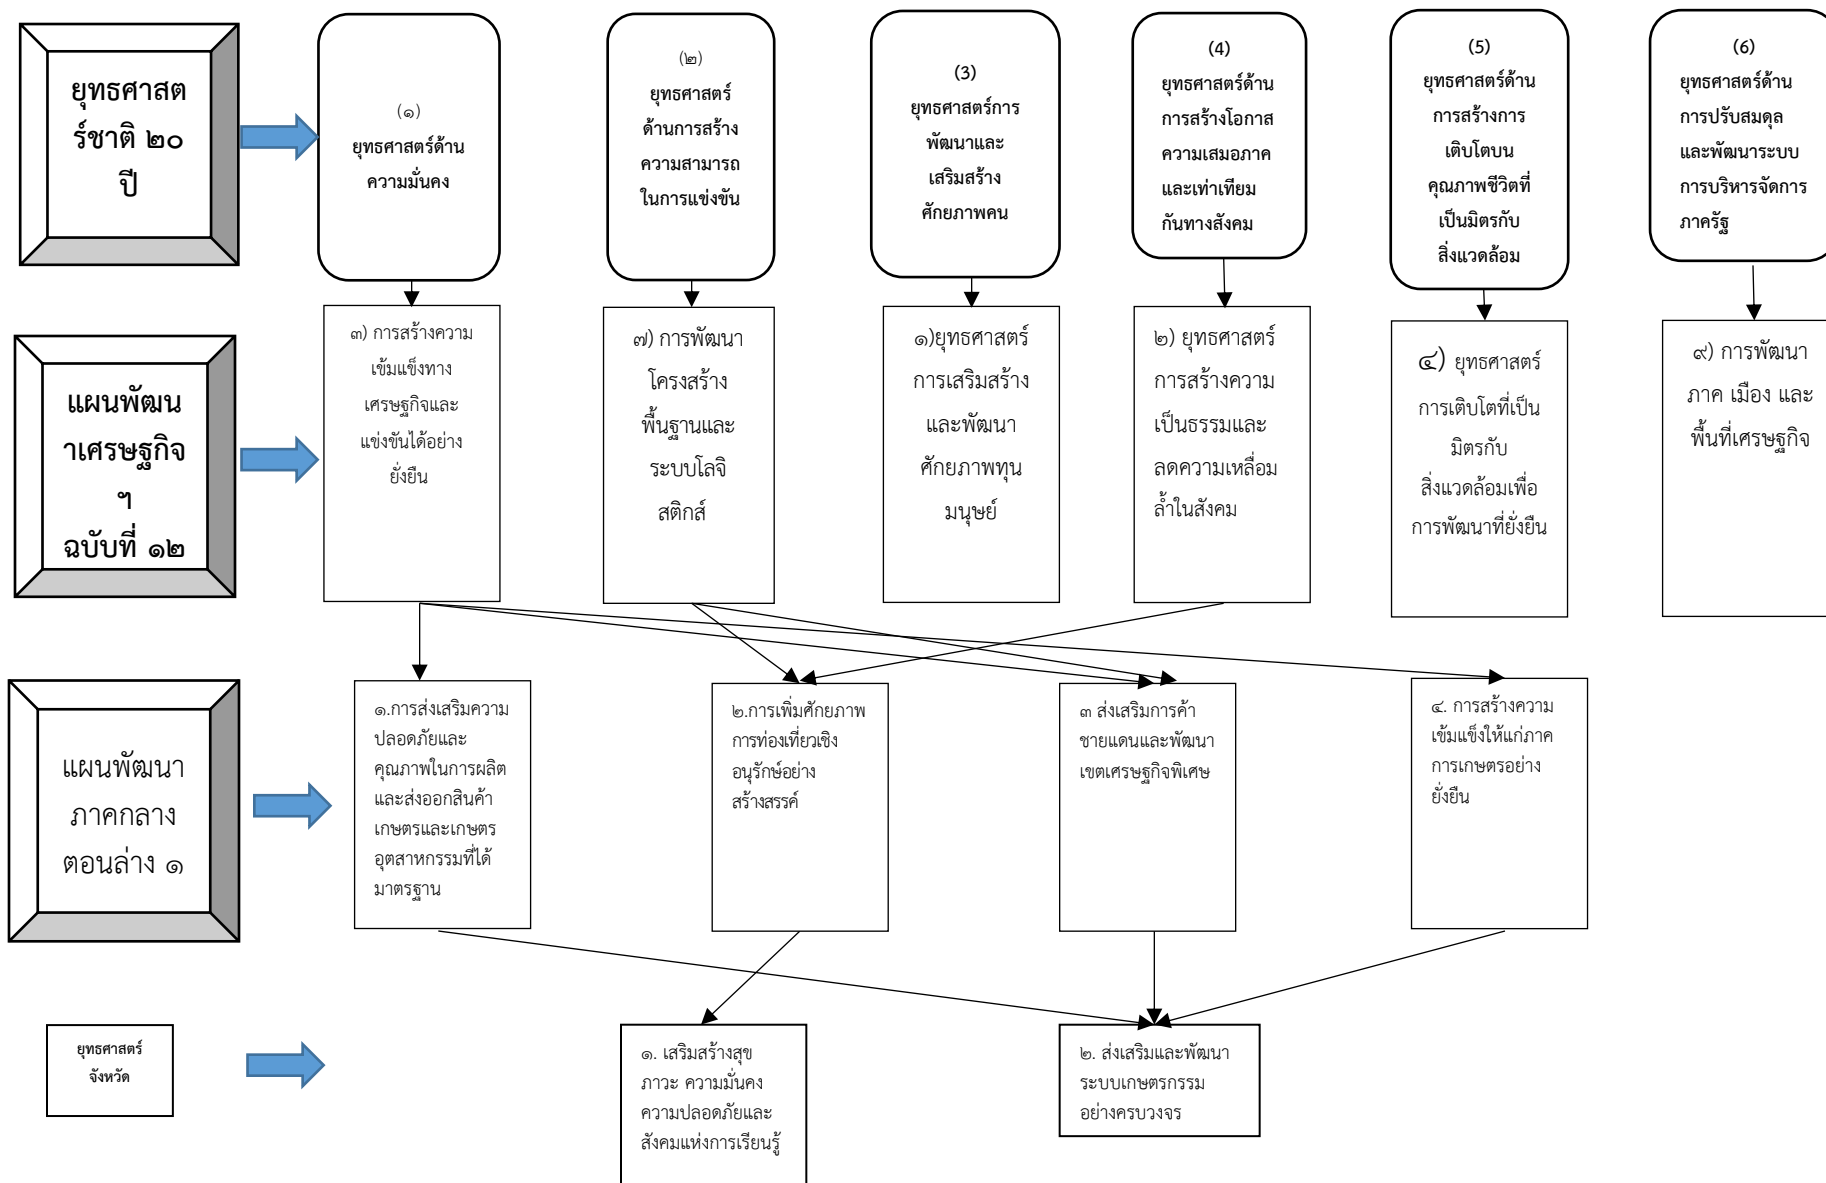 ยุทธศาสต
ร์ชาติ ๒๐
ปี
(๑)
ยุทธศาสตร์ด้าน
ความมั่นคง
(๒)
ยุทธศาสตร์
ด้านการสร้าง
ความสามารถ
ในการแข่งขัน
(3)
ยุทธศาสตร์การ
พัฒนาและ
เสริมสร้าง
ศักยภาพคน
(4)
ยุทธศาสตร์ด้าน
การสร้างโอกาส
ความเสมอภาค
และเท่าเทียม
กันทางสังคม
(5)
ยุทธศาสตร์ด้าน
การสร้างการ
เติบโตบน
คุณภาพชีวิตที่
เป็นมิตรกับ
สิ่งแวดล้อม
(6)
ยุทธศาสตร์ด้าน
การปรับสมดุล
และพัฒนาระบบ
การบริหารจัดการ
ภาครัฐ
แผนพัฒน
าเศรษฐกิจ
ฯ
ฉบับที่ ๑๒
๓) การสร้างความ
เข้มแข็งทาง
เศรษฐกิจและ
แข่งขันได้อย่าง
ยั่งยืน
๗) การพัฒนา
โครงสร้าง
พื้นฐานและ
ระบบโลจิ
สติกส์
๑)ยุทธศาสตร์
การเสริมสร้าง
และพัฒนา
ศักยภาพทุน
มนุษย์
๒) ยุทธศาสตร์
การสร้างความ
เป็นธรรมและ
ลดความเหลื่อม
ล้ำในสังคม
๔) ยุทธศาสตร์
การเติบโตที่เป็น
มิตรกับ
สิ่งแวดล้อมเพื่อ
การพัฒนาที่ยั่งยืน
๙) การพัฒนา
ภาค เมือง และ
พื้นที่เศรษฐกิจ
แผนพัฒนา
ภาคกลาง
ตอนล่าง ๑
๑.การส่งเสริมความ
ปลอดภัยและ
คุณภาพในการผลิต
และส่งออกสินค้า
เกษตรและเกษตร
อุตสาหกรรมที่ได้
มาตรฐาน
๒.การเพิ่มศักยภาพ
การท่องเที่ยวเชิง
อนุรักษ์อย่าง
สร้างสรรค์
๓ ส่งเสริมการค้า
ชายแดนและพัฒนา
เขตเศรษฐกิจพิเศษ
๔. การสร้างความ
เข้มแข็งให้แก่ภาค
การเกษตรอย่าง
ยั่งยืน
ยุทธศาสตร์
จังหวัด
๑. เสริมสร้างสุข
ภาวะ ความมั่นคง
ความปลอดภัยและ
สังคมแห่งการเรียนรู้
๒. ส่งเสริมและพัฒนา
ระบบเกษตรกรรม
อย่างครบวงจร